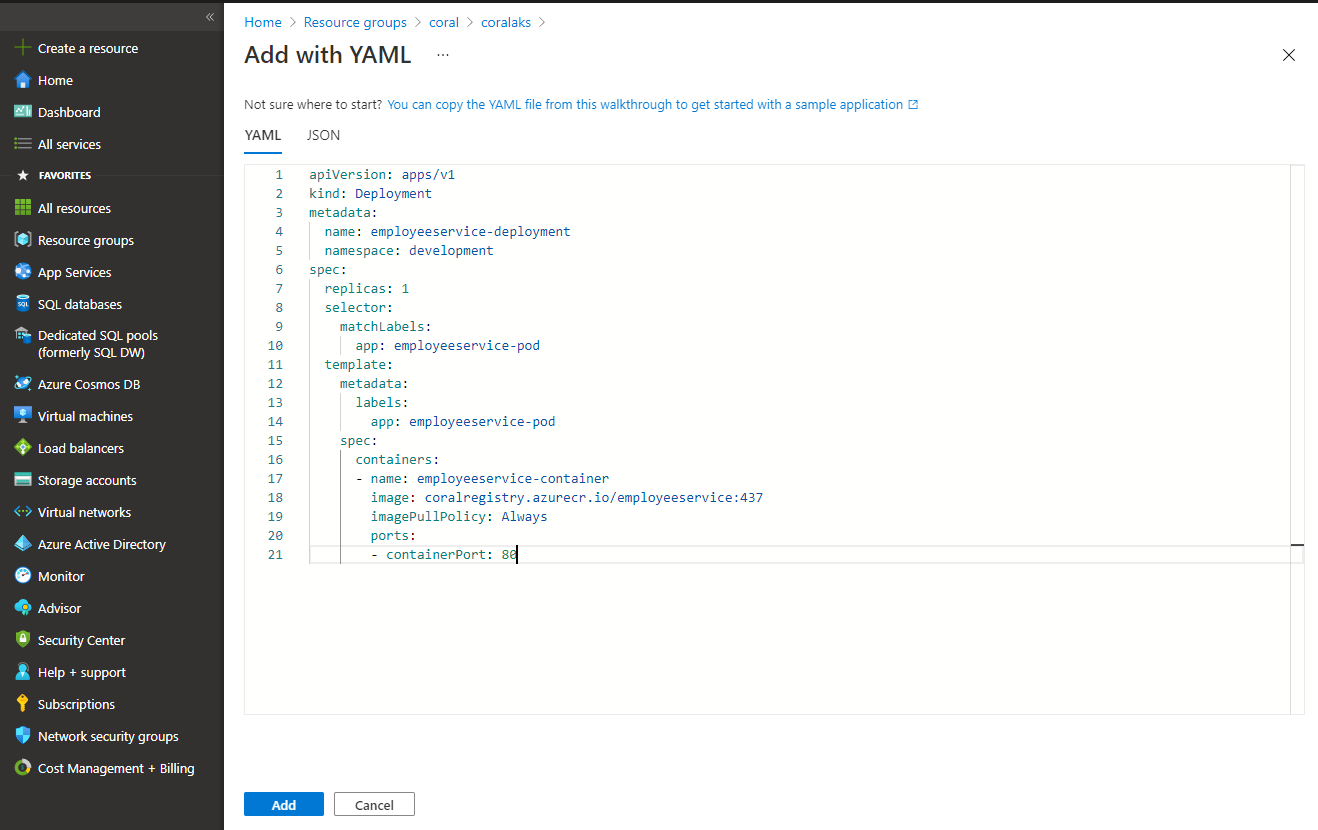 «
Create a resource
Home
Dashboard
All services
FAVORITES
All resources
Resource groups
App Services
SQL databases
Dedicated SQL pools
(formerly SQL DW)
Azure Cosmos DB
Virtual machines
Load balancers
Storage accounts
Virtual networks
Azure Active Directory
Monitor
Advisor
Security Center
Help + support
Subscriptions
Network security groups
Cost Management + Billing
Home > Resource groups > coral > coralaks >
Add with YAML ...
Not sure where to start? You can copy the YAML file from this walkthrough to get started with a sample application
YAML JSON
1 apiVersion: apps/v1
2 kind: Deployment
3 metadata:
4   name: employeeservice-deployment
5   namespace: development
6 spec:
7   replicas: 1
8   selector:
9     matchLabels:
10       app: employeeservice-pod
11   template:
12     metadata:
13       labels:
14         app: employeeservice-pod
15     spec:
16       containers:
17       - name: employeeservice-container
18         image: coralregistry.azurecr.io/employeeservice:437
19         imagePullPolicy: Always
20         ports:
21         - containerPort: 80
Add Cancel